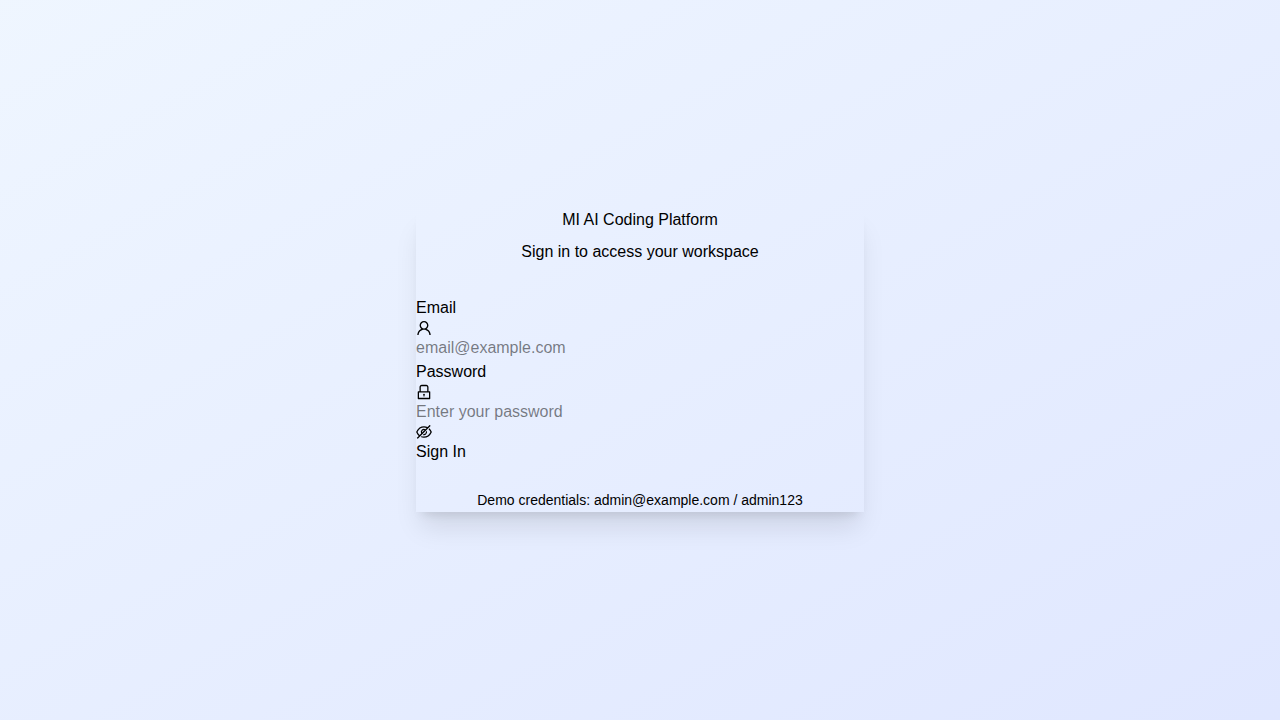 MI AI Coding Platform
Sign in to access your workspace
Email
email@example.com
Password
Enter your password
Sign In
Demo credentials: admin@example.com / admin123